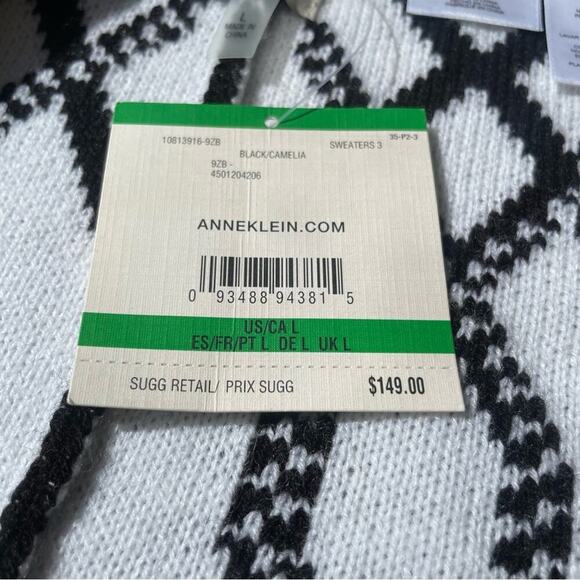 L
MADE IN
CHINA
35-P2-3
10813916-9ZB SWEATERS 3
BLACK/CAMELIA
9ZB -
4501204206
ANNEKLEIN.COM
0 93488 94381 5
US/CA L
ES/FR/PT L DE L UK L
SUGG RETAIL/ PRIX SUGG $149.00